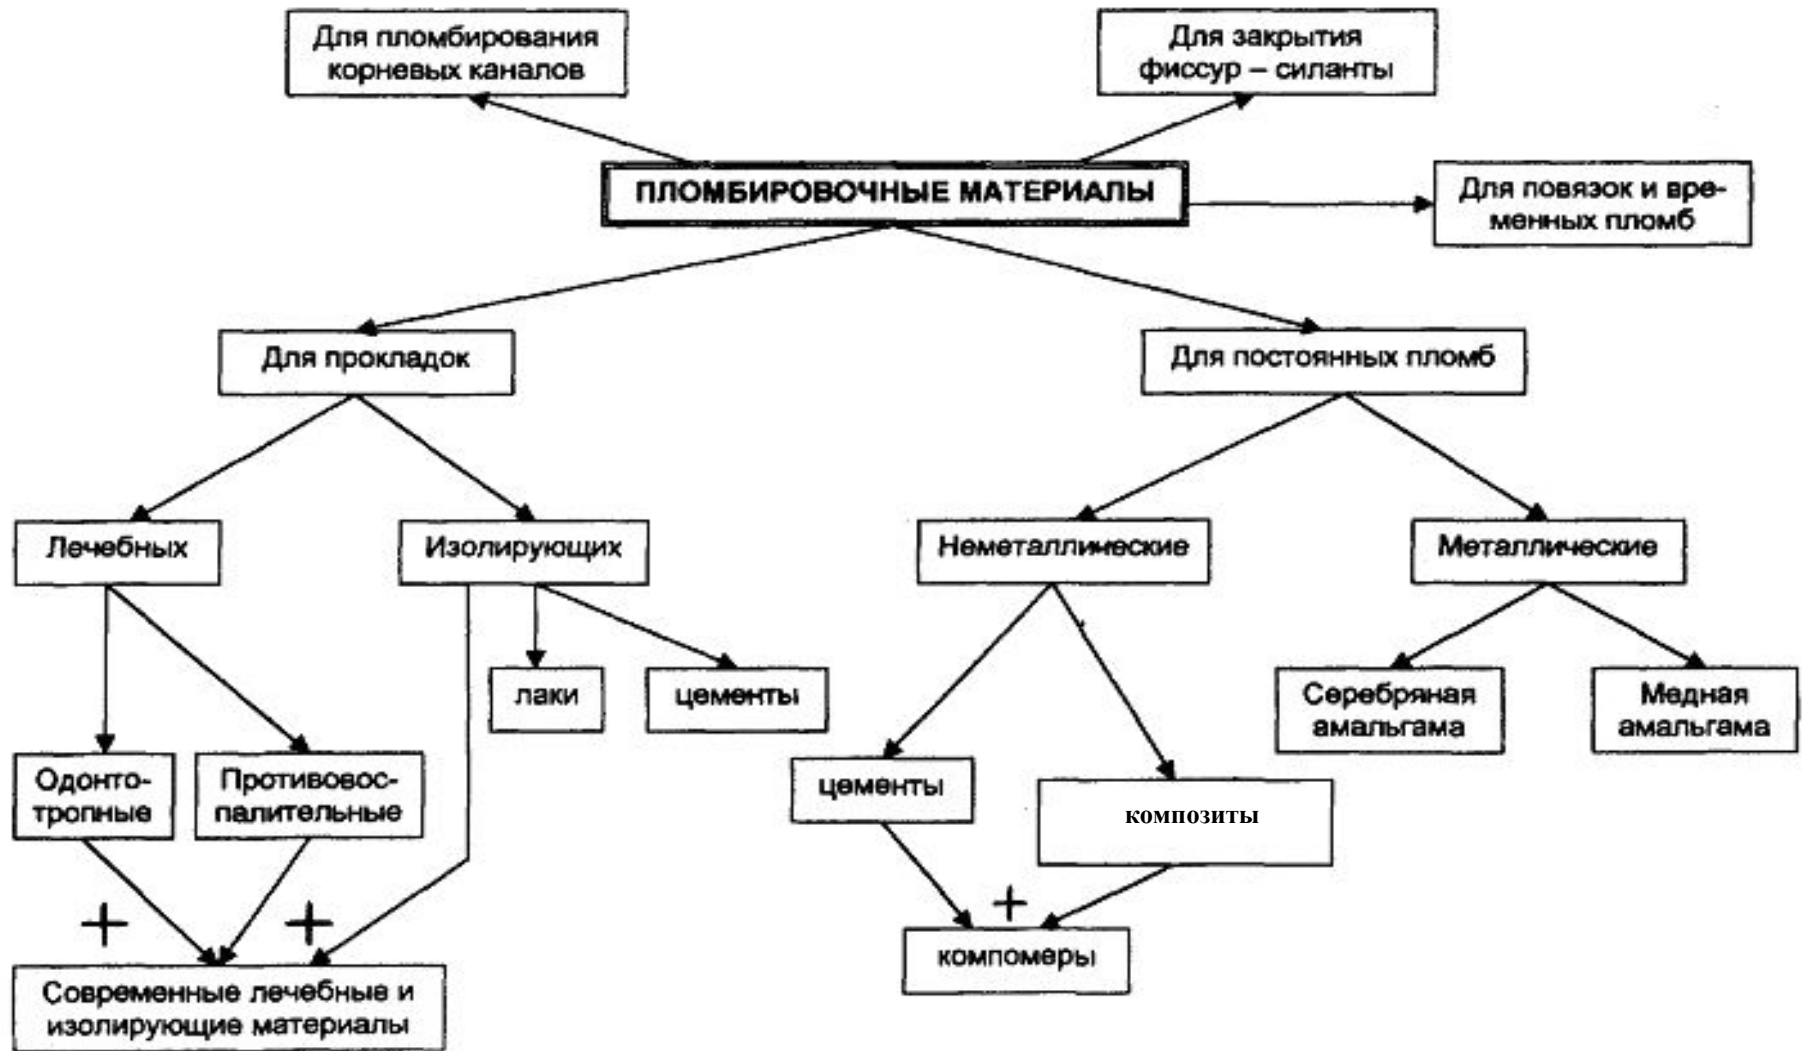 Для пломбирования
корневых каналов
Для закрытия
фиссур – силанты
ПЛОМБИРОВОЧНЫЕ МАТЕРИАЛЫ
Для повязок и вре-
менных пломб
Для прокладок
Для постоянных пломб
Лечебных
Изолирующих
Неметаллические
Металлические
лаки
цементы
Серебряная
амальгама
Медная
амальгама
Одонто-
тропные
Противовос-
палительные
цементы
композиты
+
+
+
компомеры
Современные лечебные и
изолирующие материалы